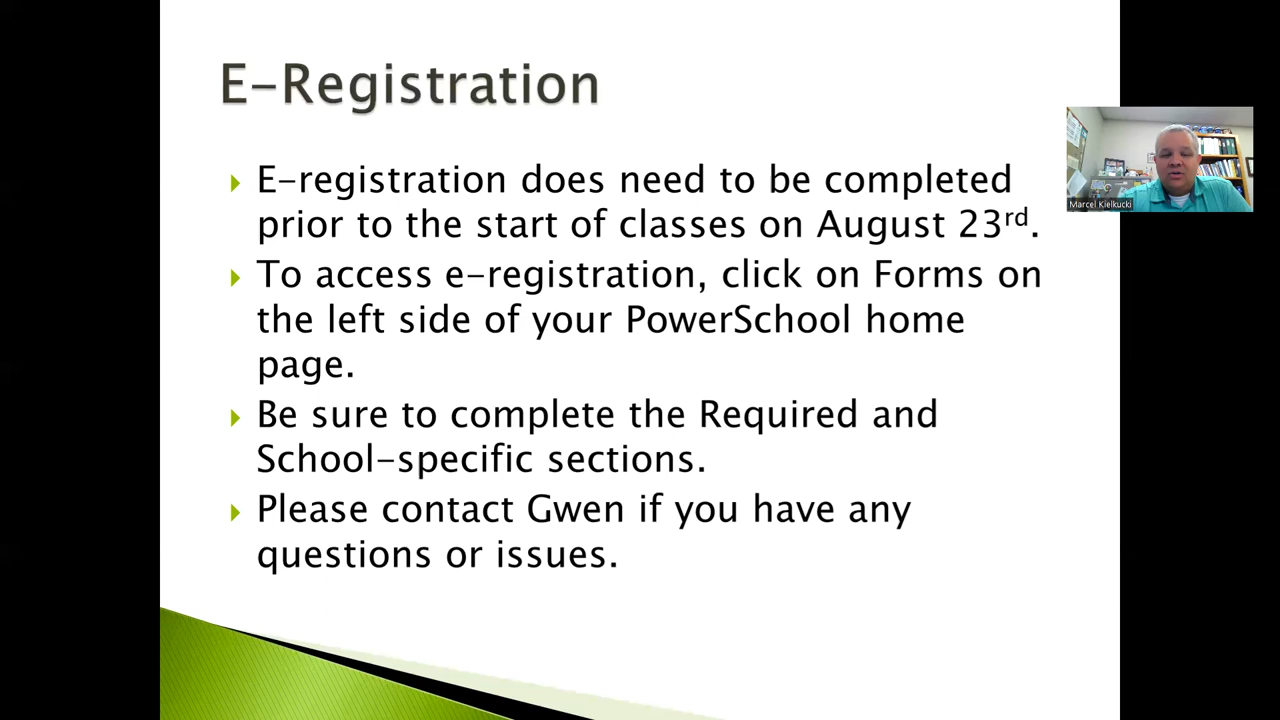 E-Registration
E-registration does need to be completed
prior to the start of classes on August 23rd.
To access e-registration, click on Forms on
the left side of your PowerSchool home
page.
Be sure to complete the Required and
School-specific sections.
Please contact Gwen if you have any
questions or issues.
Marcel Kielkucki